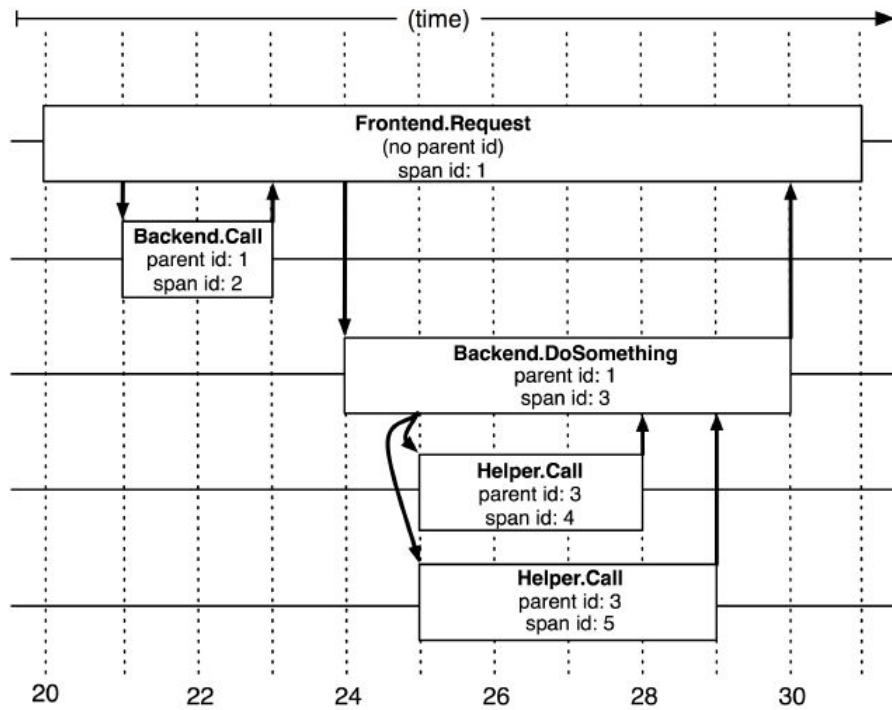 (time)
Frontend.Request
(no parent id)
span id: 1
Backend.Call
parent id: 1
span id: 2
Backend.DoSomething
parent id: 1
span id: 3
Helper.Call
parent id: 3
span id: 4
Helper.Call
parent id: 3
span id: 5
20 22 24 26 28 30